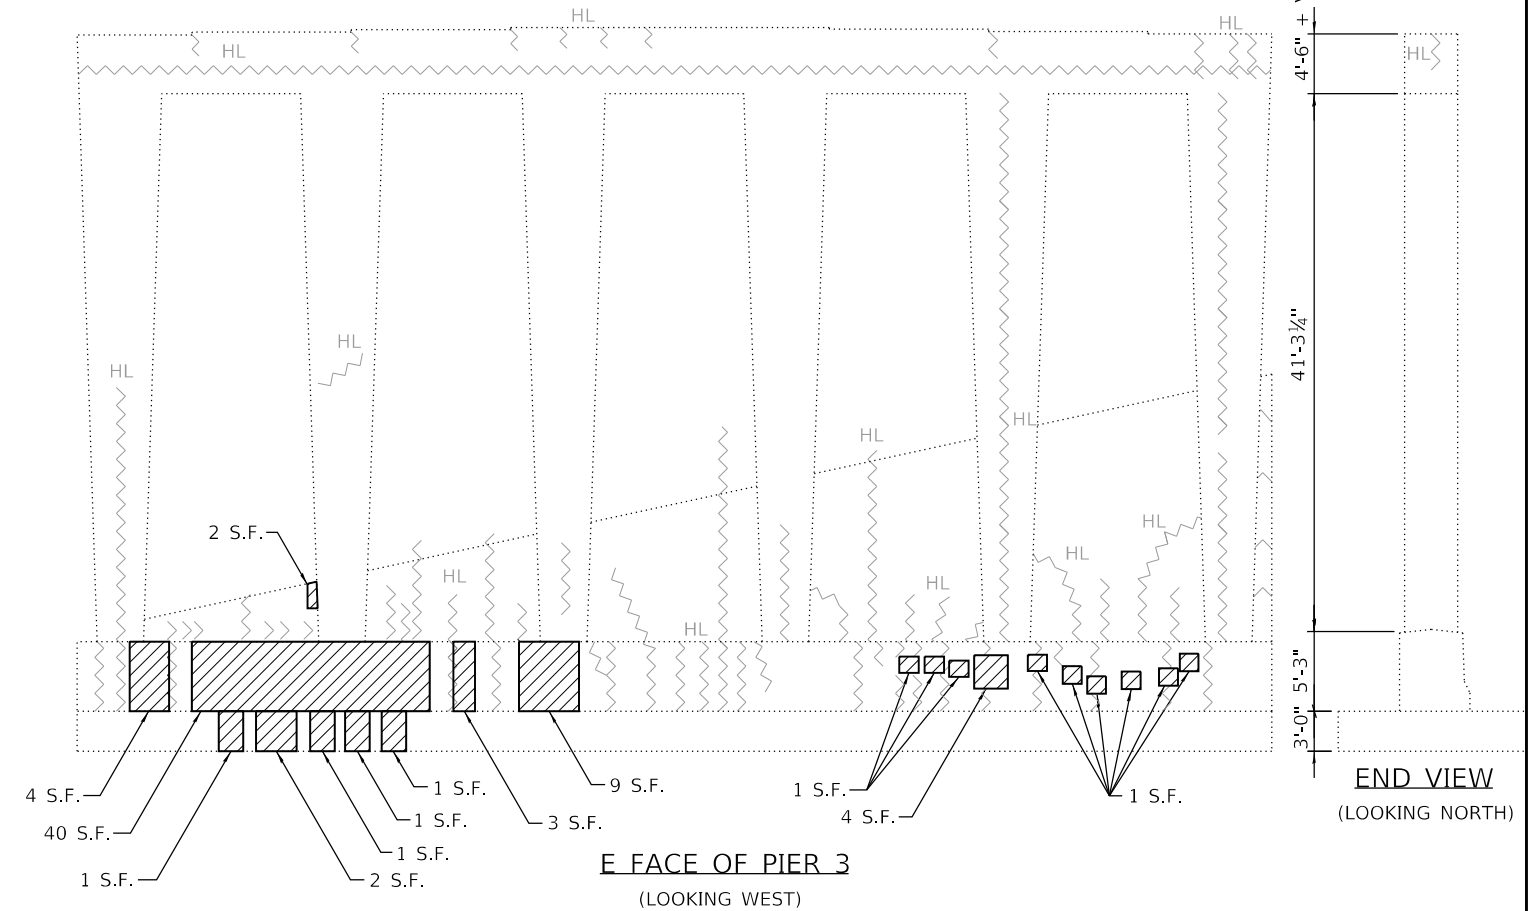 HL
HL
HL
HL
4'-6" +
HL
HL
41'-3¼"
HL
HL
HL
2 S.F.
HL
HL
HL
HL
HL
5'-3"
3'-0"
4 S.F.
40 S.F.
1 S.F.
2 S.F.
1 S.F.
1 S.F.
1 S.F.
3 S.F.
9 S.F.
1 S.F.
4 S.F.
1 S.F.
E FACE OF PIER 3
(LOOKING WEST)
END VIEW
(LOOKING NORTH)